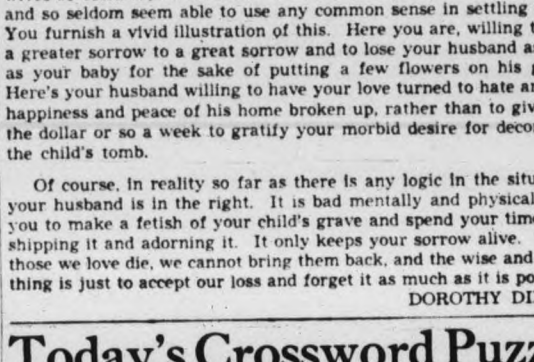 and so seldom seem able to use any common sense in settling
You furnish a vivid illustration of this. Here you are, willing t
a greater sorrow to a great sorrow and to lose your husband a
as your baby for the sake of putting a few flowers on his
Here's your husband willing to have your love turned to hate an
happiness and peace of his home broken up, rather than to giv
the dollar or so a week to gratify your morbid desire for deco
the child's tomb.
Of course, in reality so far as there is any logic in the situ
your husband is in the right. It is bad mentally and physical
you to make a fetish of your child's grave and spend your time
shipping it and adorning it. It only keeps your sorrow alive.
those we love die, we cannot bring them back, and the wise and
thing is just to accept our loss and forget it as much as it is po
DOROTHY DI
Today's Crossword Puzz